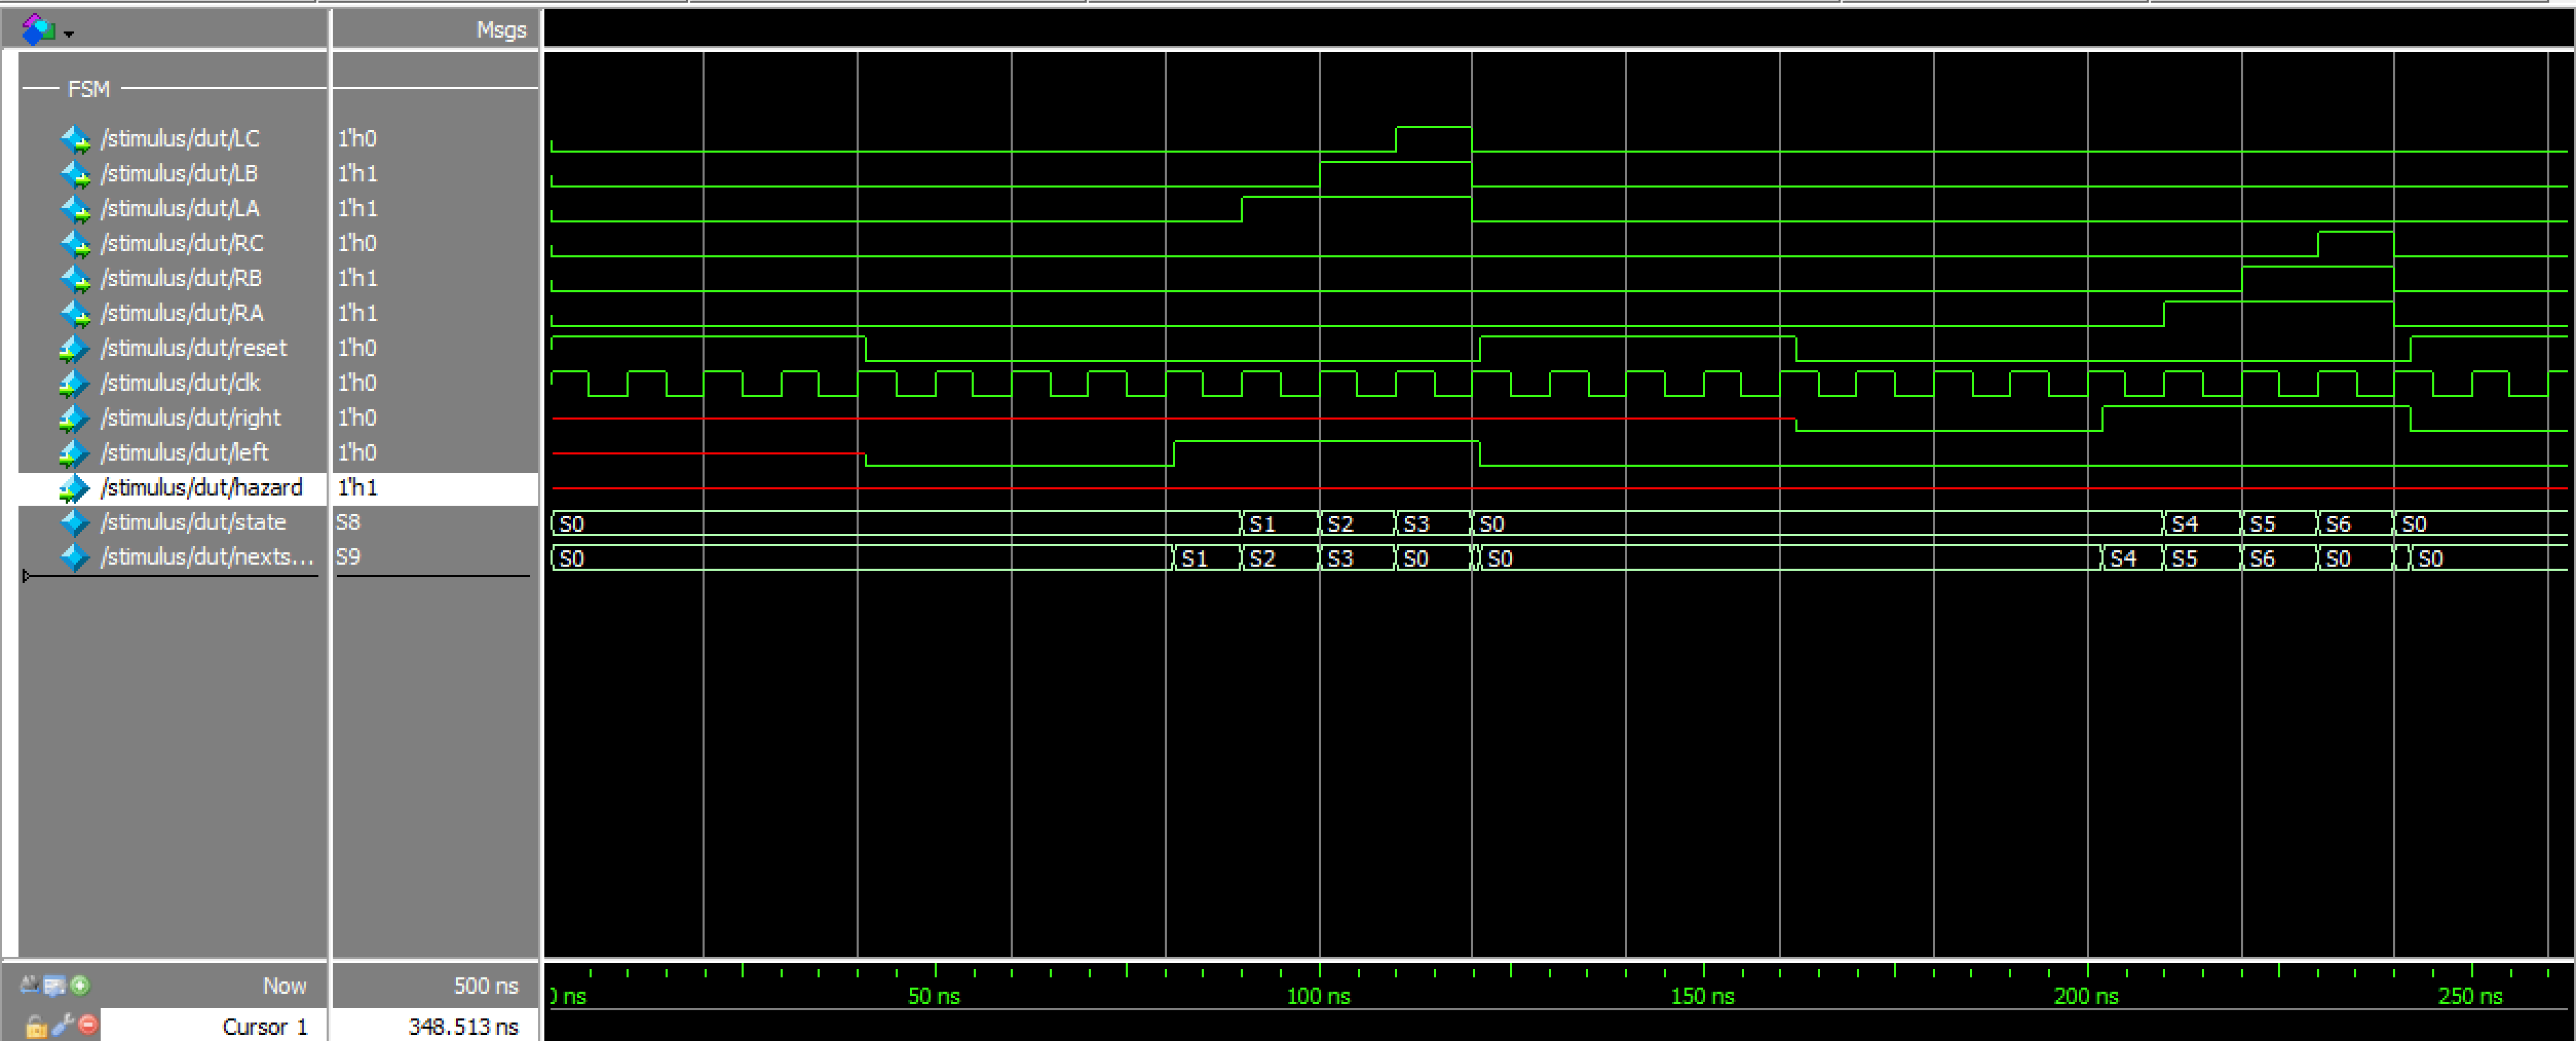 Msgs
FSM
/stimulus/dut/LC 1'h0
/stimulus/dut/LB 1'h1
/stimulus/dut/LA 1'h1
/stimulus/dut/RC 1'h0
/stimulus/dut/RB 1'h1
/stimulus/dut/RA 1'h1
/stimulus/dut/reset 1'h0
/stimulus/dut/clk 1'h0
/stimulus/dut/right 1'h0
/stimulus/dut/left 1'h0
/stimulus/dut/hazard 1'h1
/stimulus/dut/state S8 S0 S1 S2 S3 S0 S4 S5 S6 S0
/stimulus/dut/nexts... S9 S0 S1 S2 S3 S0 S0 S4 S5 S6 S0 S0
Now 500 ns ns 50 ns 100 ns 150 ns 200 ns 250 ns
Cursor 1 348.513 ns